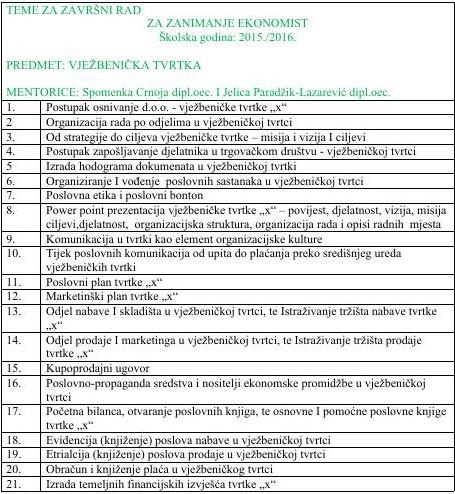 TEME ZA ZAVRŠNI RAD
ZA ZANIMANJE EKONOMIST
Školska godina: 2015./2016.
PREDMET: VJEŽBENIČKA TVRTKA
MENTORICE: Spomenka Crnoja dipl.oec. I Jelica Paradžik-Lazarević dipl.oec.
1. Postupak osnivanje d.o.o. - vježbeničke tvrtke „x“
2 Organizacija rada po odjelima u vježbeničkoj tvrtci
3. Od strategije do ciljeva vježbeničke tvrtke – misija i vizija I ciljevi
4. Postupak zapošljavanje djelatnika u trgovačkom društvu - vježbeničkoj tvrtci
5 Izrada hodograma dokumenata u vježbeničkoj tvrtki
6. Organiziranje I vođenje poslovnih sastanaka u vježbeničkoj tvrtci
7. Poslovna etika i poslovni bonton
8. Power point prezentacija vježbeničke tvrtke „x“ – povijest, djelatnost, vizija, misija
ciljevi,djelatnost, organizacijska struktura, organizacija rada i opisi radnih mjesta
9. Komunikacija u tvrtki kao element organizacijske kulture
10. Tijek poslovnih komunikacija od upita do plaćanja preko središnjeg ureda
vježbeničkih tvrtki
11. Poslovni plan tvrtke „x“
12. Marketinški plan tvrtke „x“
13. Odjel nabave I skladišta u vježbeničkoj tvrtci, te Istraživanje tržišta nabave tvrtke
„x“
14. Odjel prodaje I marketinga u vježbeničkoj tvrtci, te Istraživanje tržišta prodaje
tvrtke „x“
15. Kupoprodajni ugovor
16. Poslovno-propaganda sredstva i nositelji ekonomske promidžbe u vježbeničkoj
tvrtci
17. Početna bilanca, otvaranje poslovnih knjiga, te osnovne I pomoćne poslovne knjige
tvrtke „x“
18. Evidencija (knjiženje) poslova nabave u vježbeničkoj tvrtci
19. Etrialcija (knjiženje) poslova prodaje u vježbeničkoj tvrtci
20. Obračun i knjiženje plaća u vježbeničkog tvrtci
21. Izrada temeljnih financijskih izvješća tvrtke „x“